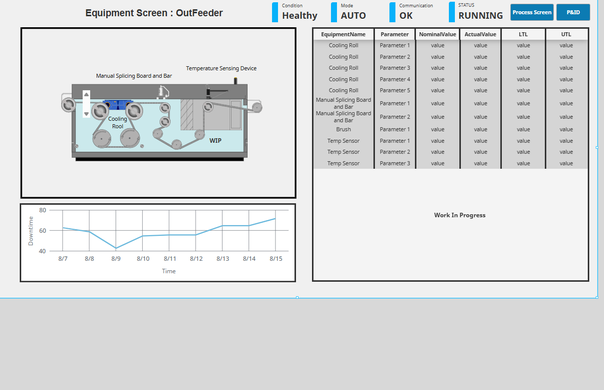 Equipment Screen : OutFeeder
Condition
Healthy
Mode
AUTO
Communication
OK
STATUS
RUNNING
Process Screen
P&ID
Temperature Sensing Device
Manual Splicing Board and Bar
Cooling
Rool
WIP
80
60
40
Downtime
8/7 8/8 8/9 8/10 8/11 8/12 8/13 8/14 8/15
Time
EquipmentName Parameter NominalValue ActualValue LTL UTL
Cooling Roll Parameter 1 value value value value
Cooling Roll Parameter 2 value value value value
Cooling Roll Parameter 3 value value value value
Cooling Roll Parameter 4 value value value value
Cooling Roll Parameter 5 value value value value
Manual Splicing Board
and Bar Parameter 1 value value value value
Manual Splicing Board
and Bar Parameter 2 value value value value
Brush Parameter 1 value value value value
Temp Sensor Parameter 1 value value value value
Temp Sensor Parameter 2 value value value value
Temp Sensor Parameter 3 value value value value
Work In Progress